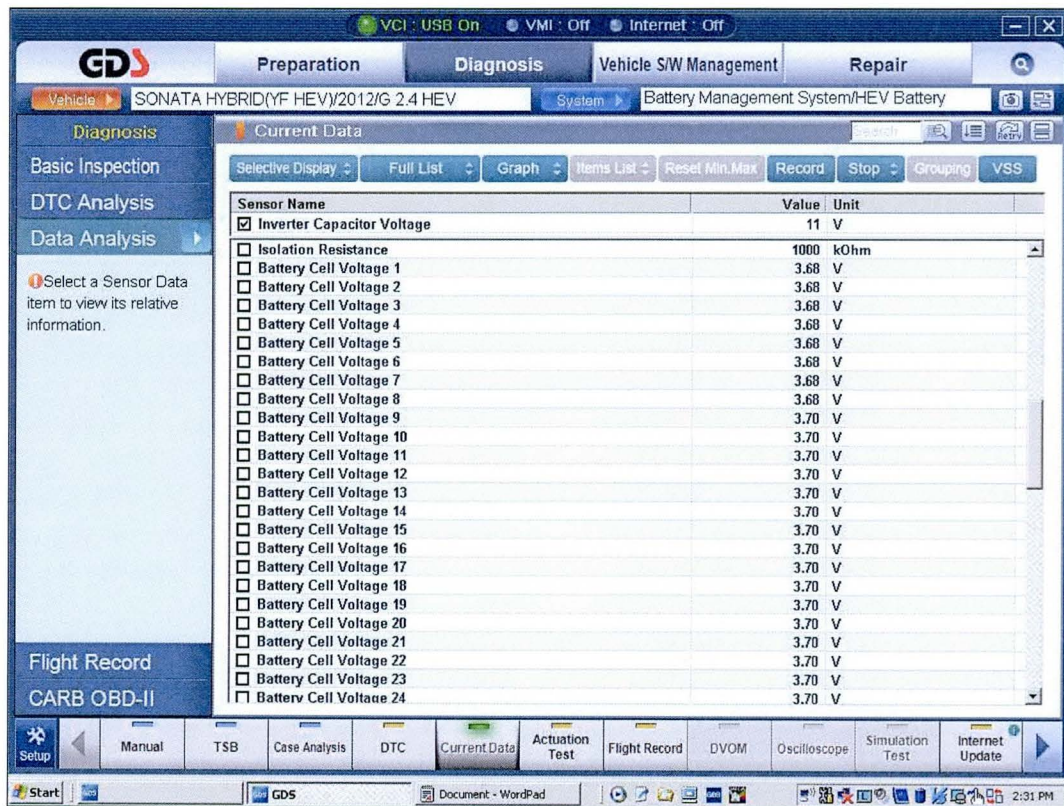 VCI : USB On VMI : Off Internet : Off
GDS Preparation Diagnosis Vehicle S/W Management Repair
Vehicle SONATA HYBRID(YF HEV)/2012/G 2.4 HEV System Battery Management System/HEV Battery
Diagnosis Current Data Search Retry
Basic Inspection Selective Display Full List Graph Items List Reset Min.Max Record Stop Grouping VSS
DTC Analysis
Data Analysis
Select a Sensor Data
item to view its relative
information.
Sensor Name Value Unit
Inverter Capacitor Voltage 11 V
Isolation Resistance 1000 kOhm
Battery Cell Voltage 1 3.68 V
Battery Cell Voltage 2 3.68 V
Battery Cell Voltage 3 3.68 V
Battery Cell Voltage 4 3.68 V
Battery Cell Voltage 5 3.68 V
Battery Cell Voltage 6 3.68 V
Battery Cell Voltage 7 3.68 V
Battery Cell Voltage 8 3.68 V
Battery Cell Voltage 9 3.70 V
Battery Cell Voltage 10 3.70 V
Battery Cell Voltage 11 3.70 V
Battery Cell Voltage 12 3.70 V
Battery Cell Voltage 13 3.70 V
Battery Cell Voltage 14 3.70 V
Battery Cell Voltage 15 3.70 V
Battery Cell Voltage 16 3.70 V
Battery Cell Voltage 17 3.70 V
Battery Cell Voltage 18 3.70 V
Battery Cell Voltage 19 3.70 V
Battery Cell Voltage 20 3.70 V
Battery Cell Voltage 21 3.70 V
Battery Cell Voltage 22 3.70 V
Battery Cell Voltage 23 3.70 V
Battery Cell Voltage 24 3.70 V
Flight Record
CARB OBD-II
Setup Manual TSB Case Analysis DTC Current Data Actuation Test Flight Record DVOM Oscilloscope Simulation Test Internet Update
Start GDS Document - WordPad 2:31 PM